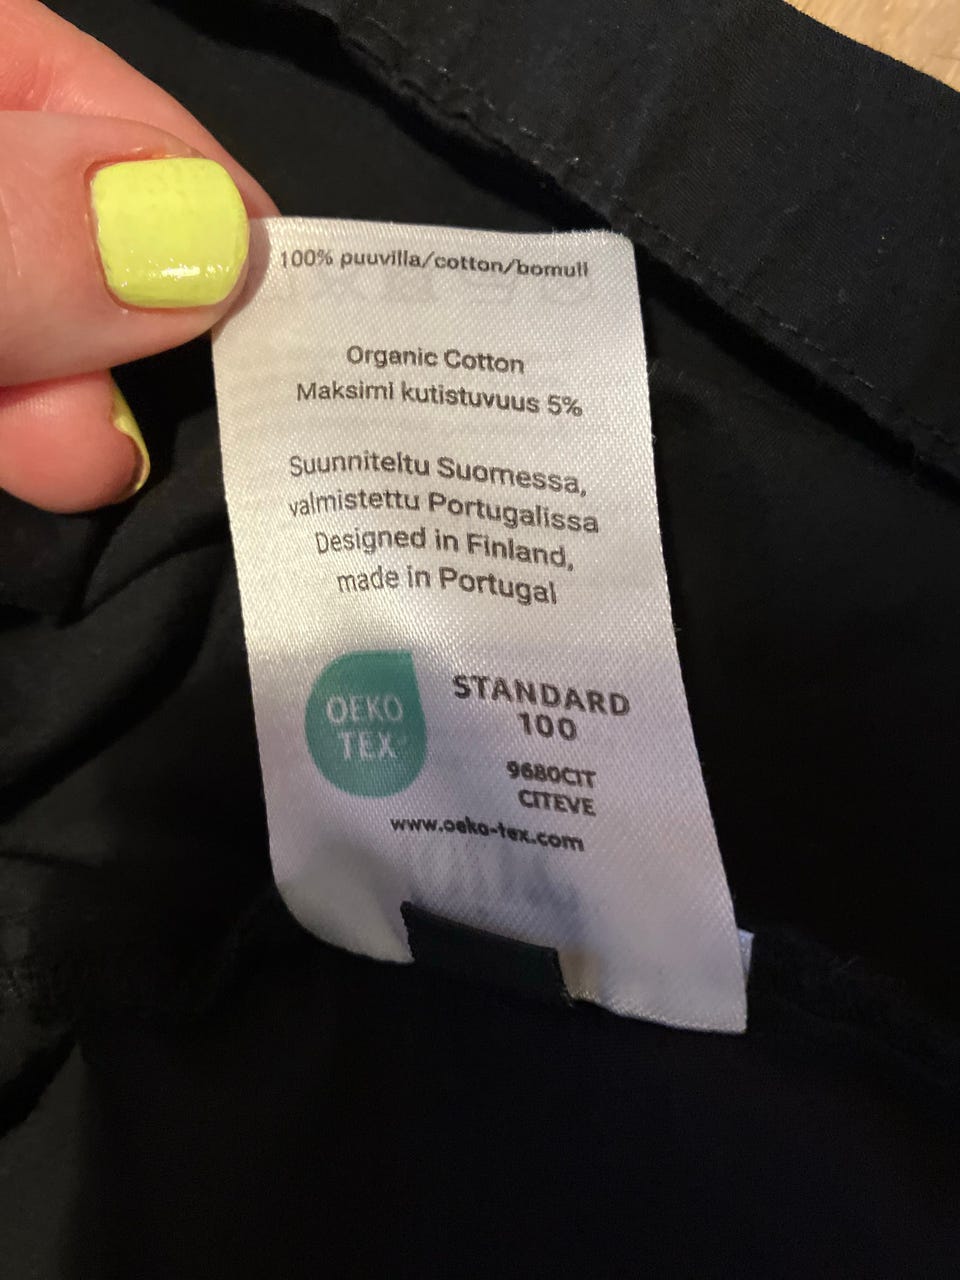 100% puuvilla/cotton/bomull
Organic Cotton
Maksimi kutistuvuus 5%
Suunniteltu Suomessa,
valmistettu Portugalissa
Designed in Finland,
made in Portugal
OEKO
TEX®
STANDARD
100
9680CIT
CITEVE
www.oeko-tex.com